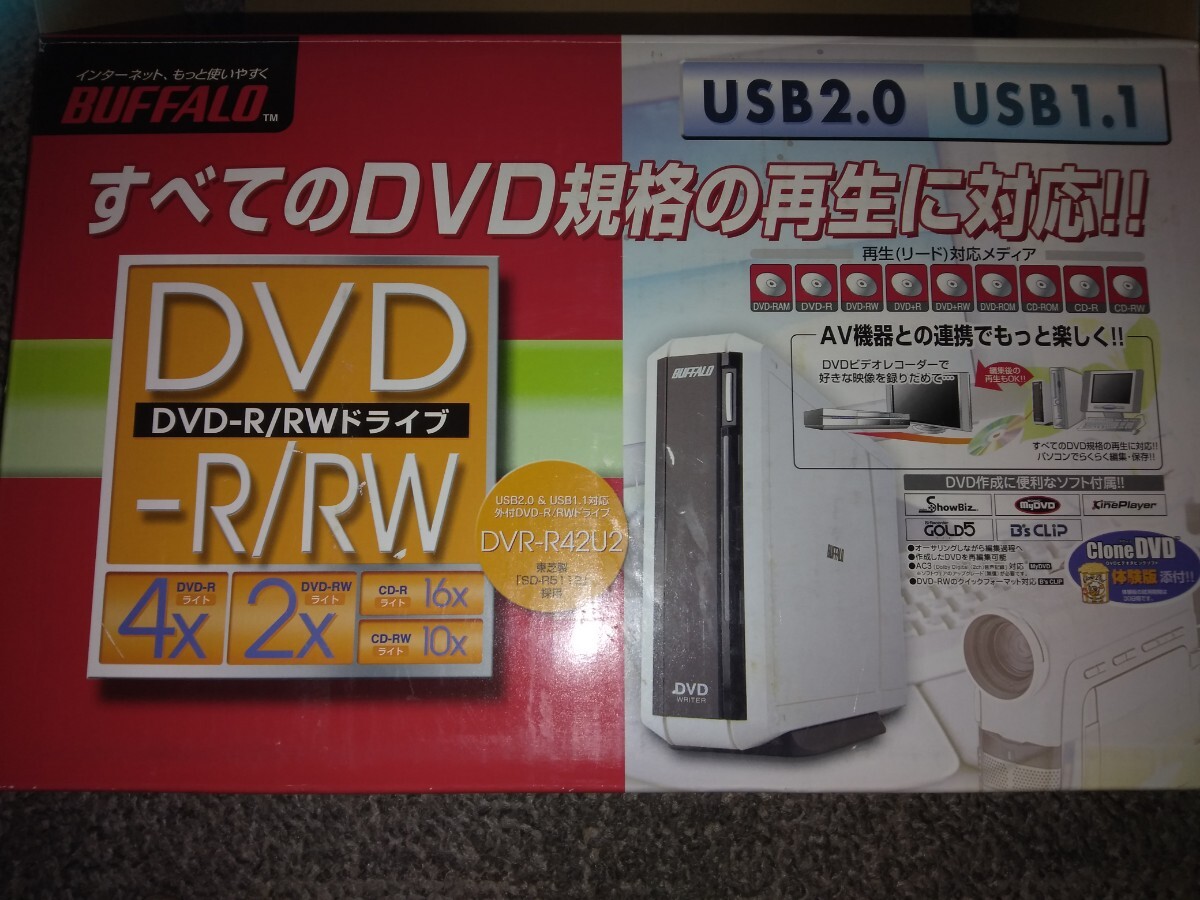 インターネット、もっと使いやすく
BUFFALO™
USB2.0 USB1.1
すべてのDVD規格の再生に対応!!
再生(リード)対応メディア
DVD-RAM DVD-R DVD-RW DVD+R DVD+RW DVD-ROM CD-ROM CD-R CD-RW
DVD
DVD-R/RWドライブ
-R/RW
DVD-R
ライト
4x
DVD-RW
ライト
2x
CD-R
ライト
16x
CD-RW
ライト
10x
USB2.0 & USB1.1対応
外付DVD-R/RWドライブ
DVR-R42U2
東芝製
「SD-R5112」
採用
BUFFALO
BUFFALO
DVD
WRITER
AV機器との連携でもっと楽しく!!
DVDビデオレコーダーで
好きな映像を録りだめて…
編集後の
再生もOK!!
すべてのDVD規格の再生に対応!!
パソコンでらくらく編集・保存!!
DVD作成に便利なソフト付属!!
ShowBiz
MyDVD
CinePlayer
GOLD5
B's CLiP
●オーサリングしながら編集過程へ
●作成したDVDを再編集可能
●AC3 対応 MyDVD
●DVD-RWのクイックフォーマット対応 B's CLiP
CloneDVD
体験版 添付!!